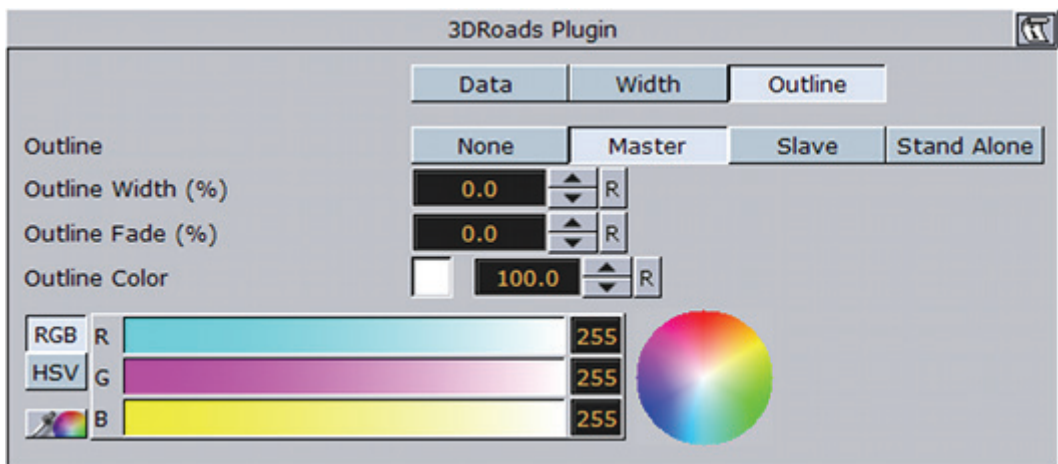 3DRoads Plugin
Data Width Outline
Outline None Master Slave Stand Alone
Outline Width (%) 0.0 R
Outline Fade (%) 0.0 R
Outline Color 100.0 R
RGB R 255
HSV G 255
B 255